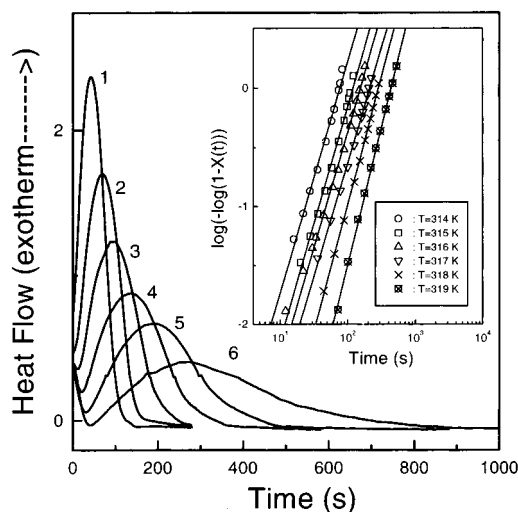 Heat Flow (exotherm------->)
2
0
1
2
3
4
5
6
0 200 400 600 800 1000
Time (s)
log(-log(1-X(t)))
0.0
-1
-2
10¹ 10² 10³ 10⁴
Time (s)
: T=314 K
: T=315 K
: T=316 K
: T=317 K
: T=318 K
: T=319 K